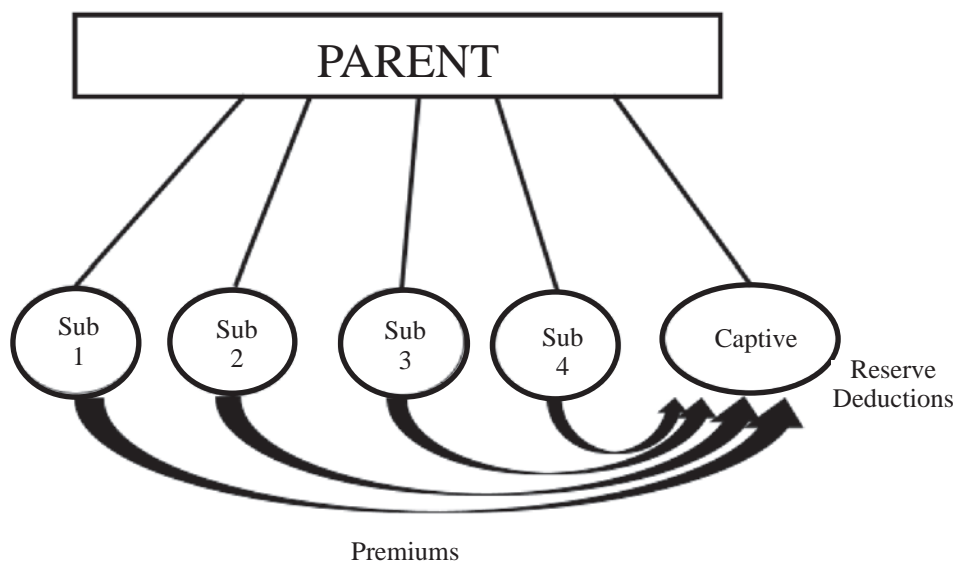 PARENT
Sub
1
Sub
2
Sub
3
Sub
4
Captive
Reserve
Deductions
Premiums